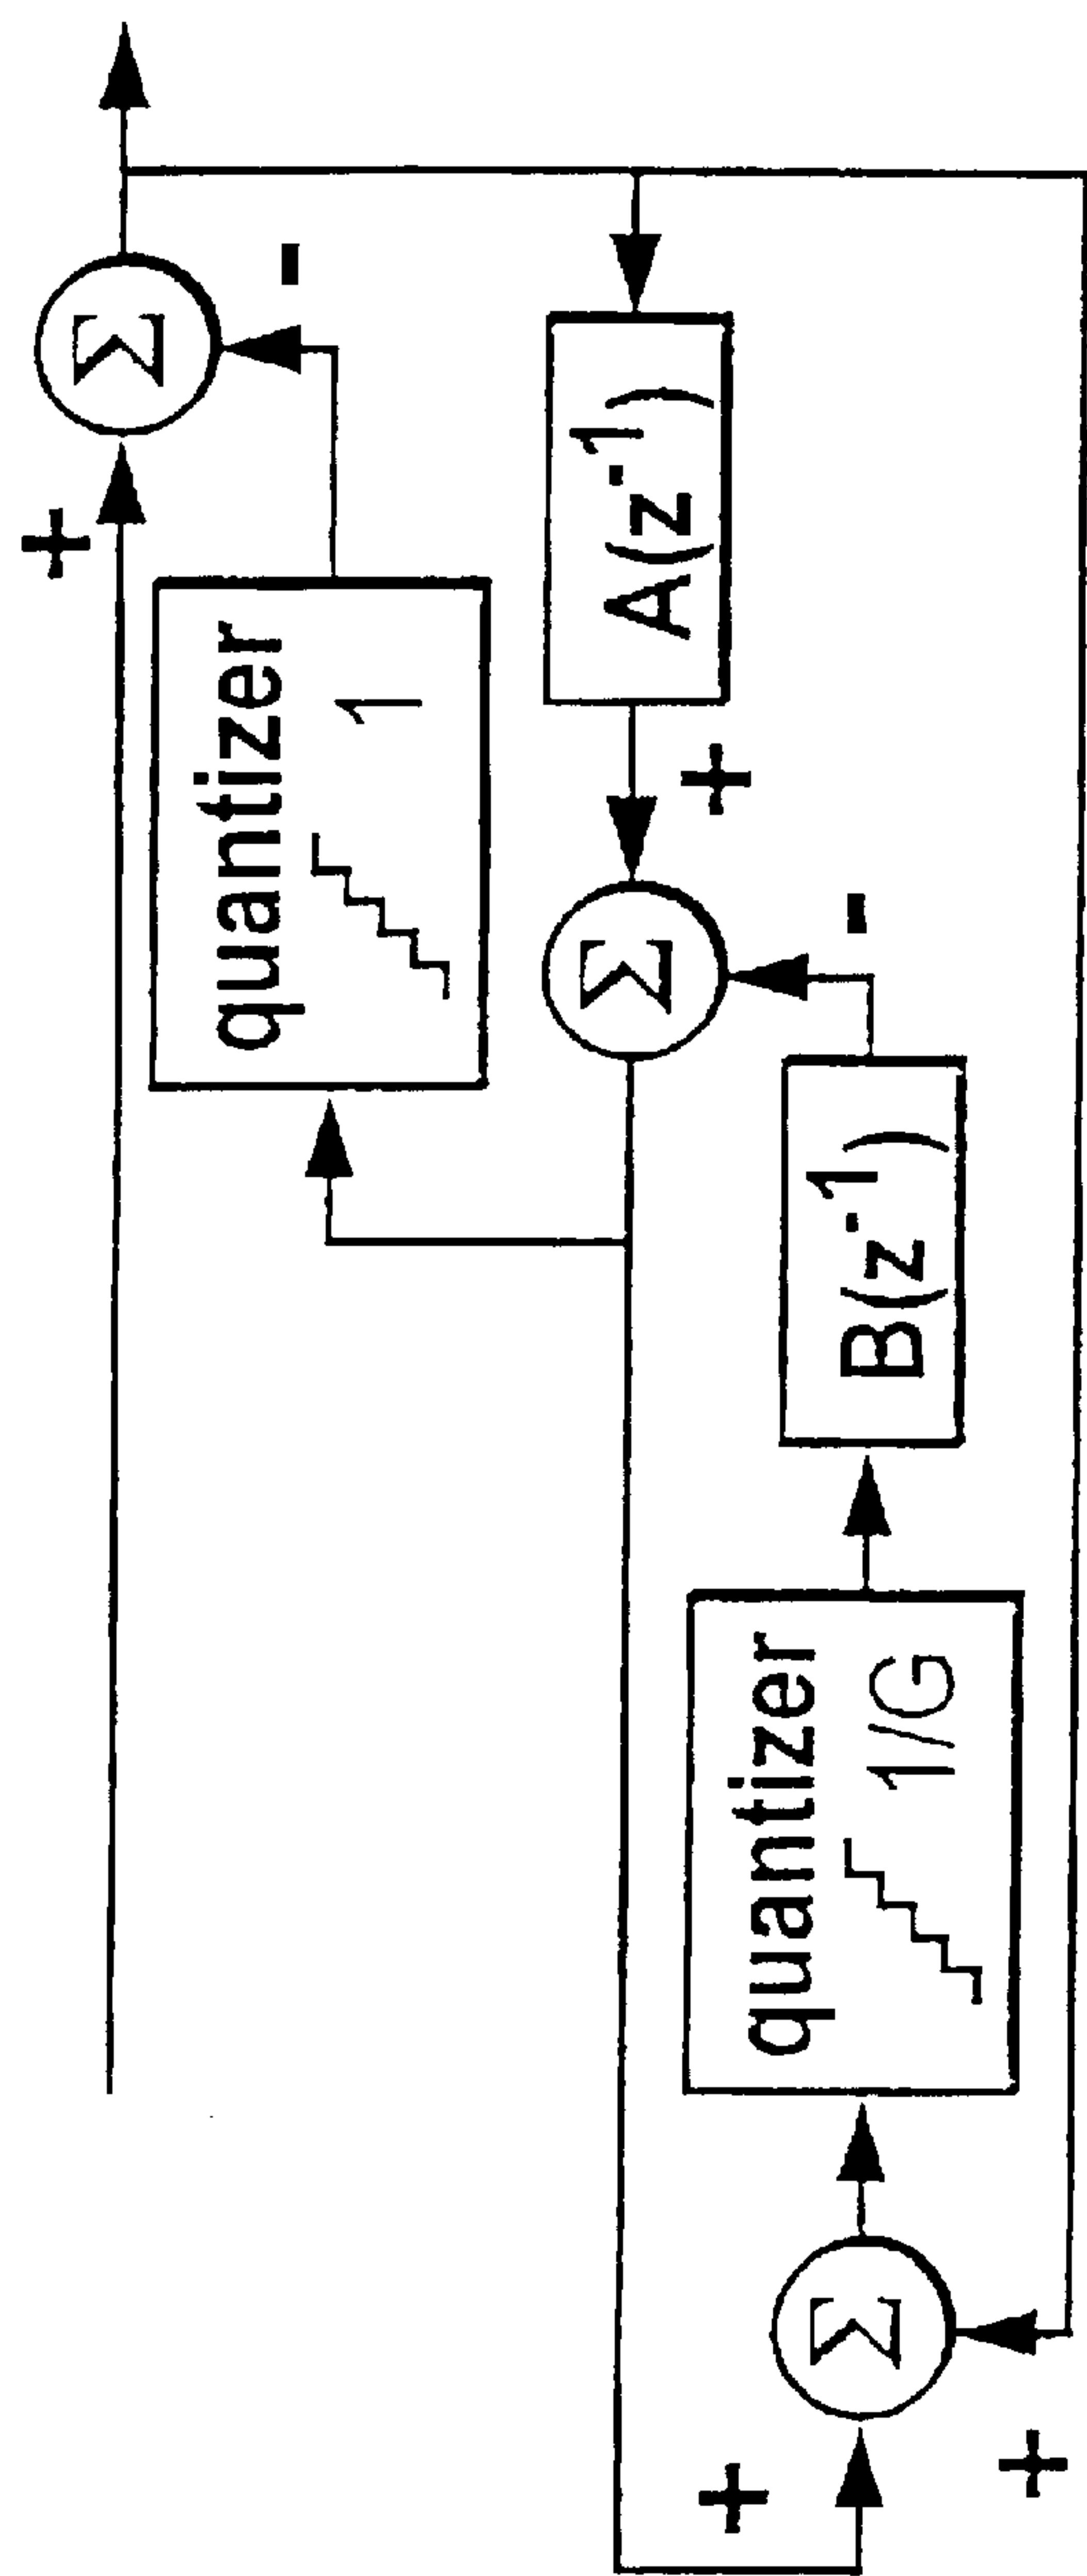 +
Σ
-
quantizer
1
Σ
+
A(z⁻¹)
-
+
Σ
+
quantizer
1/G
B(z⁻¹)